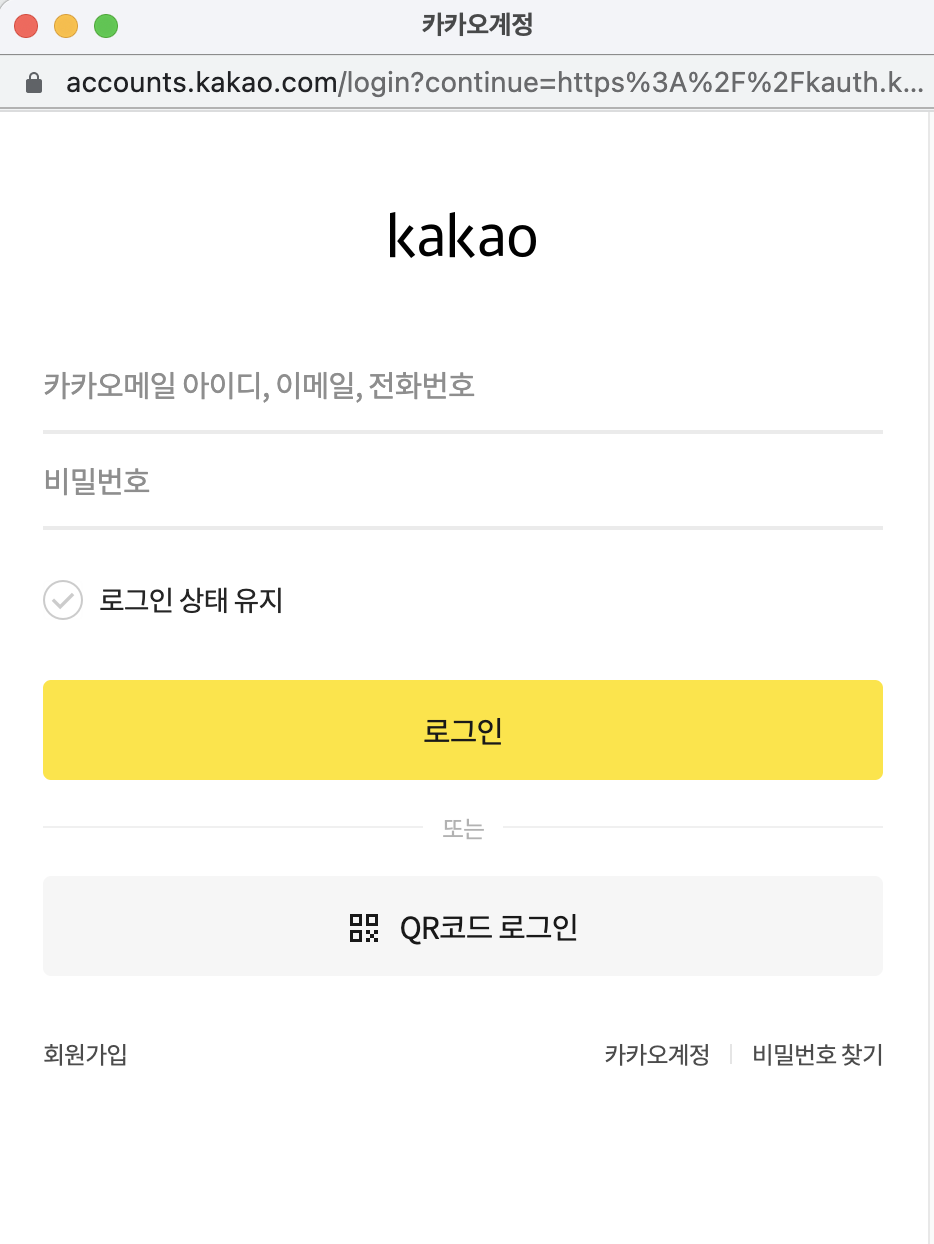 카카오계정
accounts.kakao.com/login?continue=https%3A%2F%2Fkauth.k...
kakao
카카오메일 아이디, 이메일, 전화번호
비밀번호
로그인 상태 유지
로그인
또는
QR코드 로그인
회원가입 카카오계정 비밀번호 찾기